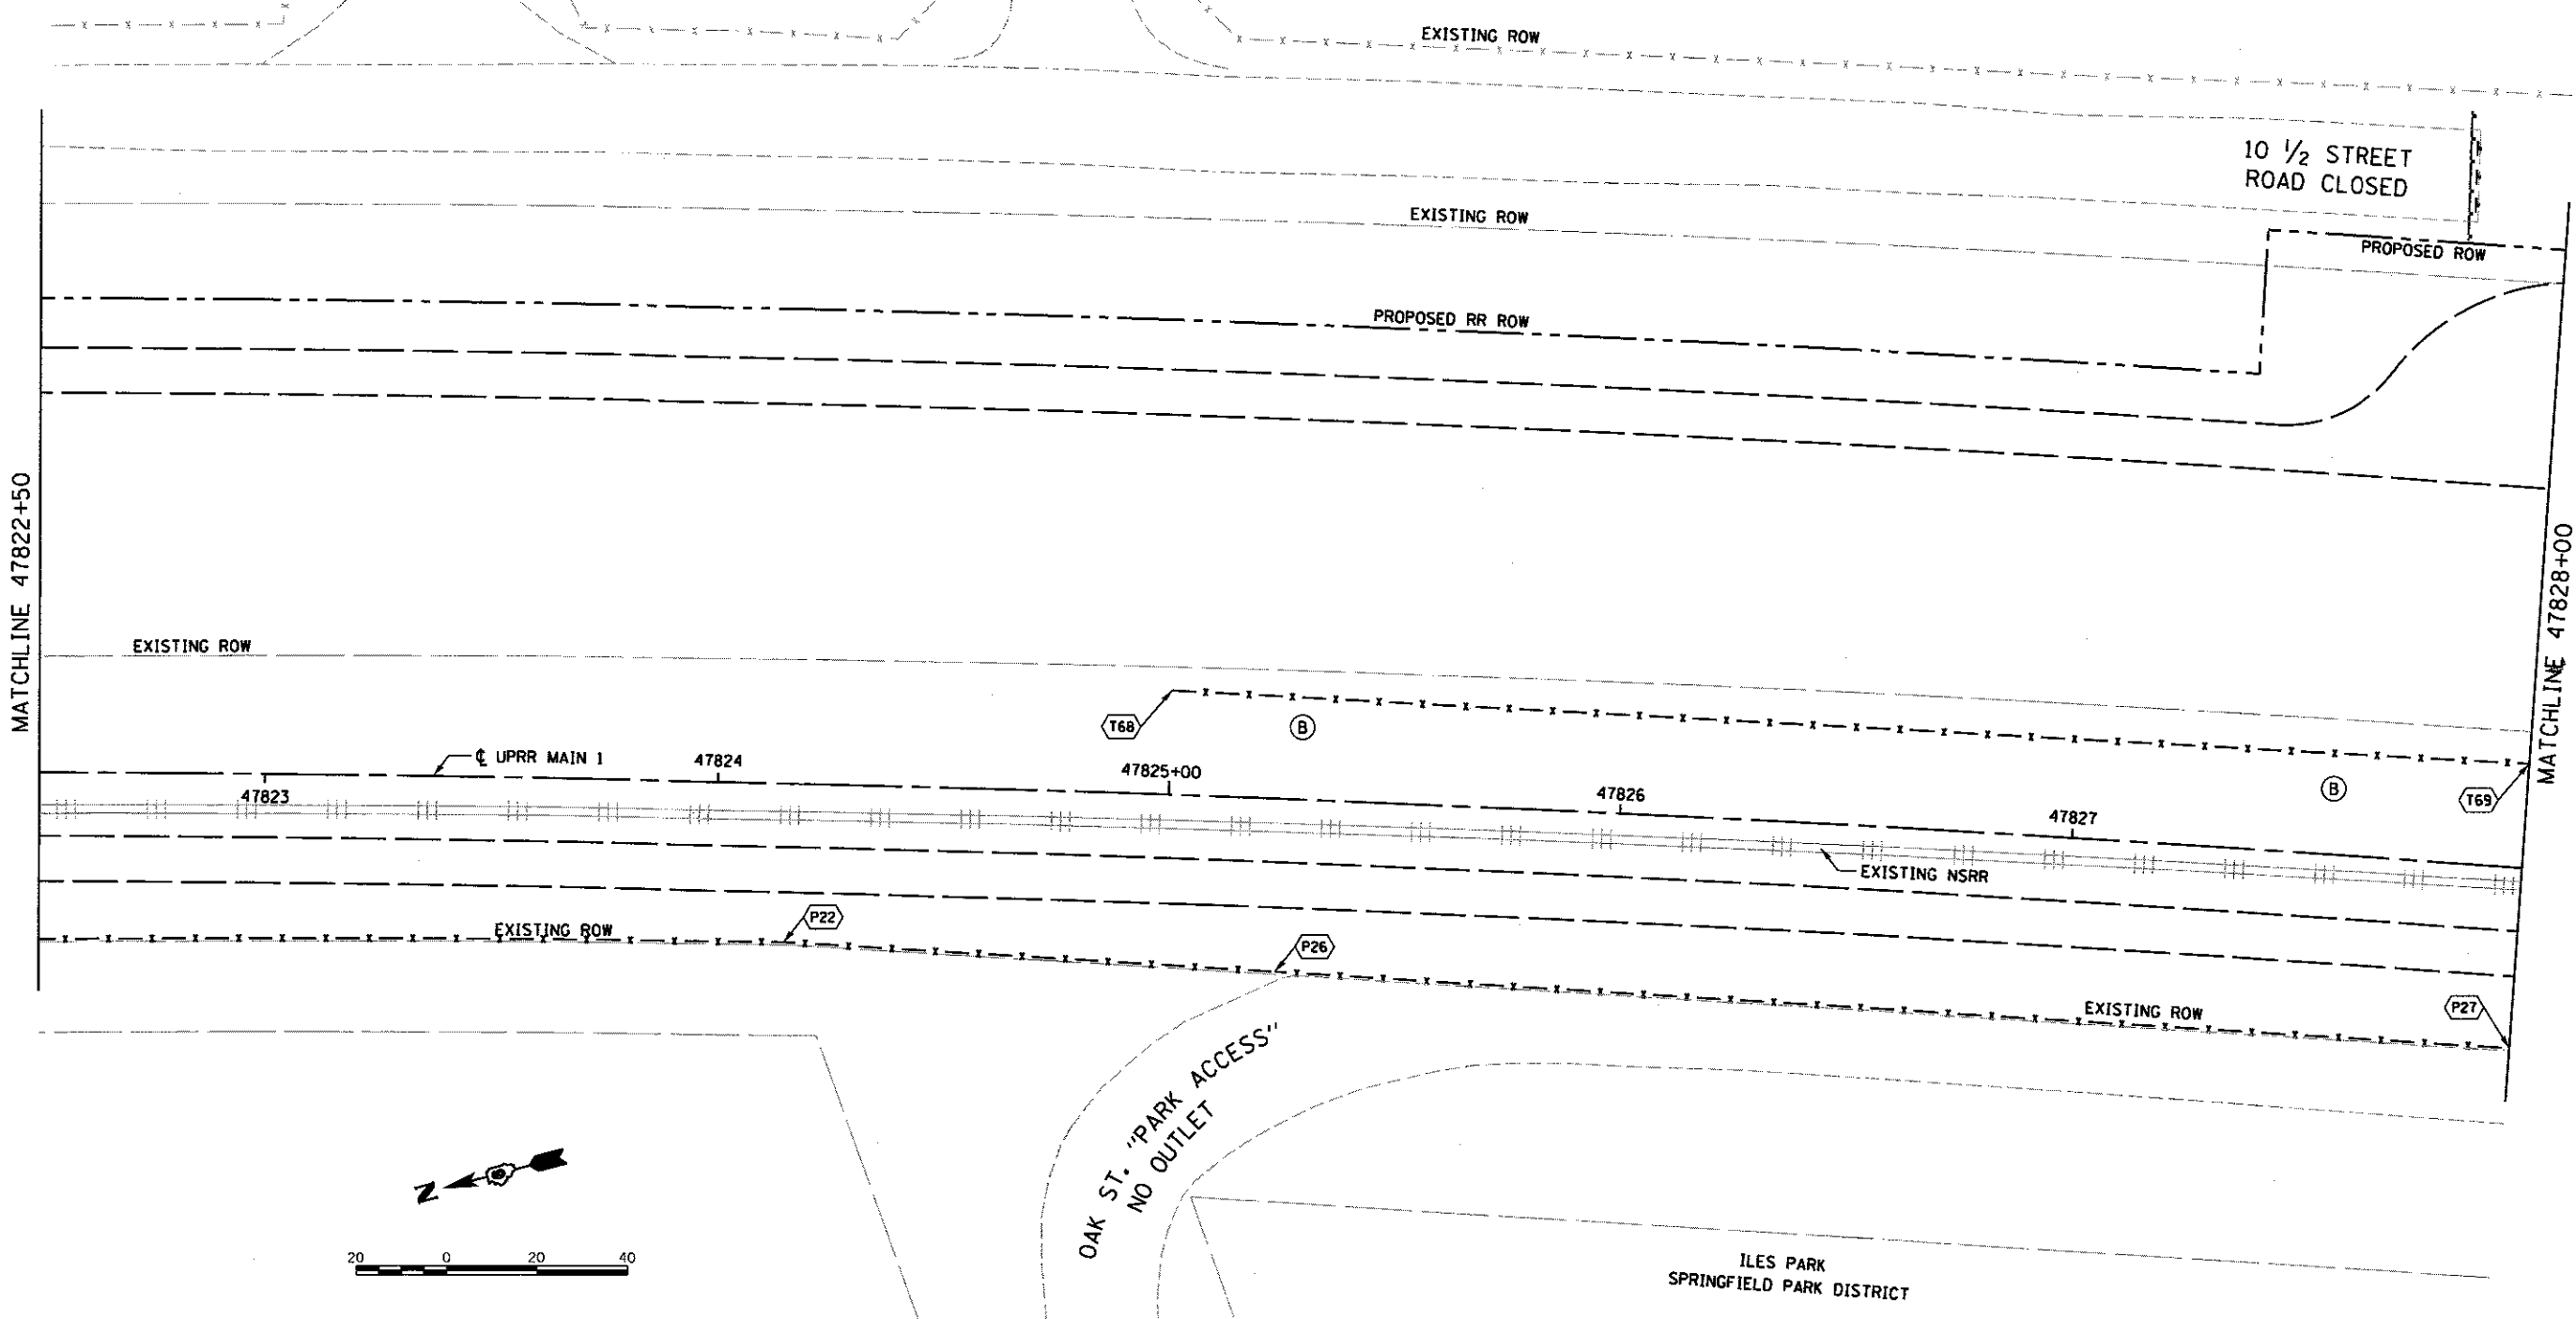 EXISTING ROW
10 ½ STREET
ROAD CLOSED
EXISTING ROW
PROPOSED ROW
PROPOSED RR ROW
MATCHLINE 47822+50
MATCHLINE 47828+00
EXISTING ROW
T68
B
℄ UPRR MAIN 1
47824
47825+00
47823
47826
B
T69
47827
EXISTING NSRR
P22
EXISTING ROW
P26
EXISTING ROW
P27
OAK ST. "PARK ACCESS"
NO OUTLET
N
20 0 20 40
ILES PARK
SPRINGFIELD PARK DISTRICT